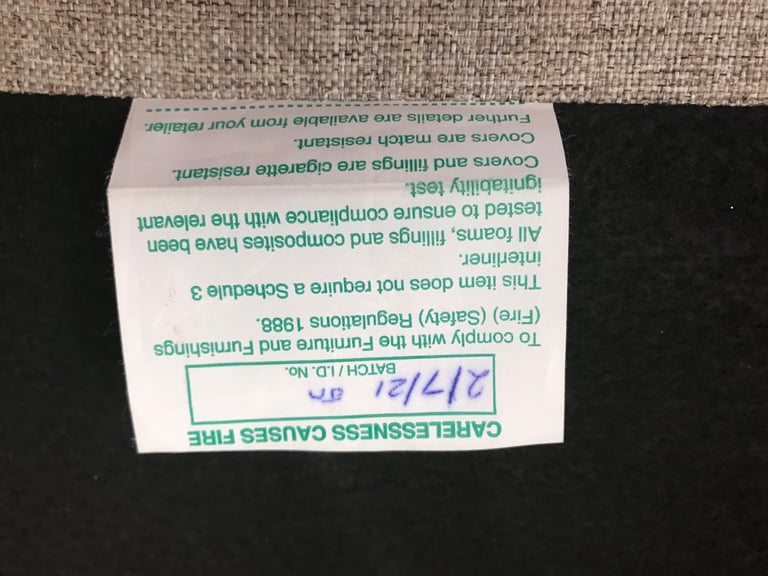 CARELESSNESS CAUSES FIRE
BATCH / I.D. No.
2/7/21
To comply with the Furniture and Furnishings
(Fire) (Safety) Regulations 1988.
This item does not require a Schedule 3
interliner.
All foams, fillings and composites have been
tested to ensure compliance with the relevant
ignitability test.
Covers and fillings are cigarette resistant.
Covers are match resistant.
Further details are available from your retailer.